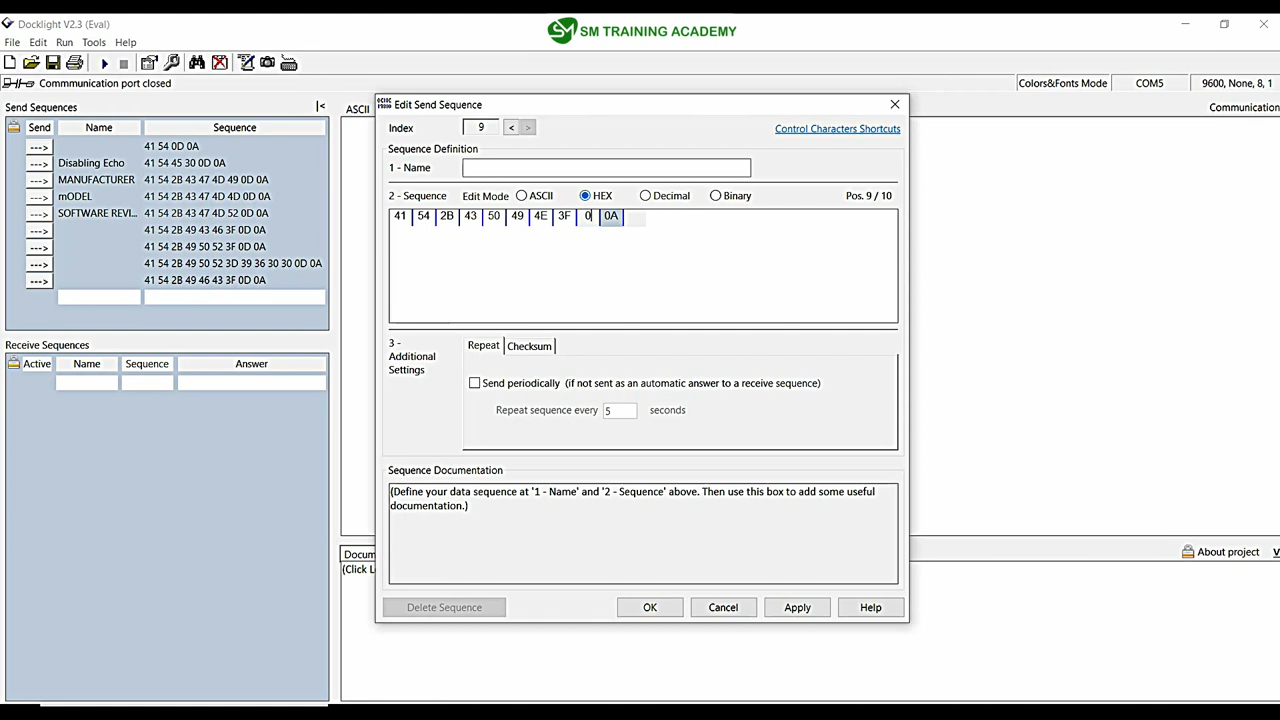 Docklight V2.3 (Eval)
SM TRAINING ACADEMY
File Edit Run Tools Help
Commmunication port closed
Colors&Fonts Mode COM5 9600, None, 8, 1
Send Sequences |<
Send Name Sequence
---> 41 54 0D 0A
---> Disabling Echo 41 54 45 30 0D 0A
---> MANUFACTURER 41 54 2B 43 47 4D 49 0D 0A
---> mODEL 41 54 2B 43 47 4D 4D 0D 0A
---> SOFTWARE REVI... 41 54 2B 43 47 4D 52 0D 0A
---> 41 54 2B 49 43 46 3F 0D 0A
---> 41 54 2B 49 50 52 3F 0D 0A
---> 41 54 2B 49 50 52 3D 39 36 30 30 0D 0A
---> 41 54 2B 49 46 43 3F 0D 0A
Receive Sequences
Active Name Sequence Answer
ASCII
Communication
Edit Send Sequence
Index 9 < >
Control Characters Shortcuts
Sequence Definition
1 - Name
2 - Sequence Edit Mode ASCII HEX Decimal Binary Pos. 9 / 10
41 54 2B 43 50 49 4E 3F 0 0A
3 -
Additional
Settings
Repeat Checksum
Send periodically (if not sent as an automatic answer to a receive sequence)
Repeat sequence every 5 seconds
Sequence Documentation
(Define your data sequence at '1 - Name' and '2 - Sequence' above. Then use this box to add some useful
documentation.)
Delete Sequence OK Cancel Apply Help
Docum
(Click L
About project V